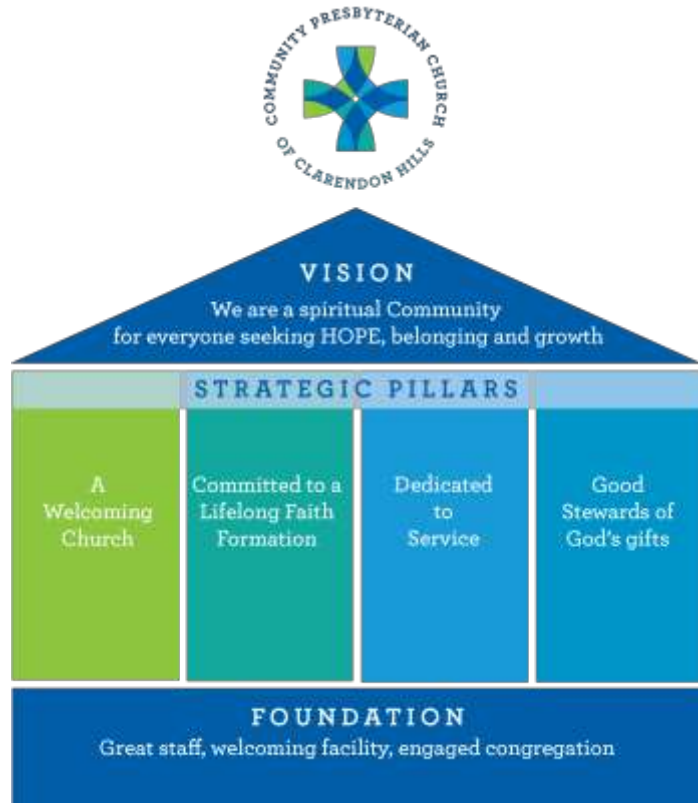 COMMUNITY PRESBYTERIAN CHURCH
OF CLARENDON HILLS
VISION
We are a spiritual Community
for everyone seeking HOPE, belonging and growth
STRATEGIC PILLARS
A
Welcoming
Church
Committed to a
Lifelong Faith
Formation
Dedicated
to
Service
Good
Stewards of
God's gifts
FOUNDATION
Great staff, welcoming facility, engaged congregation